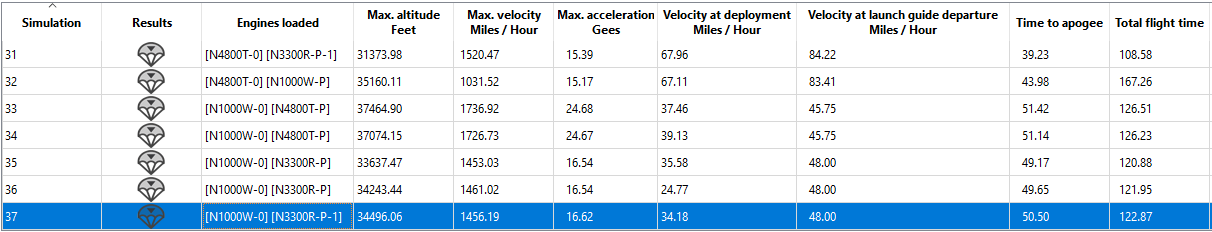 Simulation Results Engines loaded Max. altitude Feet Max. velocity Miles / Hour Max. acceleration Gees Velocity at deployment Miles / Hour Velocity at launch guide departure Miles / Hour Time to apogee Total flight time
31 [N4800T-0] [N3300R-P-1] 31373.98 1520.47 15.39 67.96 84.22 39.23 108.58
32 [N4800T-0] [N1000W-P] 35160.11 1031.52 15.17 67.11 83.41 43.98 167.26
33 [N1000W-0] [N4800T-P] 37464.90 1736.92 24.68 37.46 45.75 51.42 126.51
34 [N1000W-0] [N4800T-P] 37074.15 1726.73 24.67 39.13 45.75 51.14 126.23
35 [N1000W-0] [N3300R-P] 33637.47 1453.03 16.54 35.58 48.00 49.17 120.88
36 [N1000W-0] [N3300R-P] 34243.44 1461.02 16.54 24.77 48.00 49.65 121.95
37 [N1000W-0] [N3300R-P-1] 34496.06 1456.19 16.62 34.18 48.00 50.50 122.87